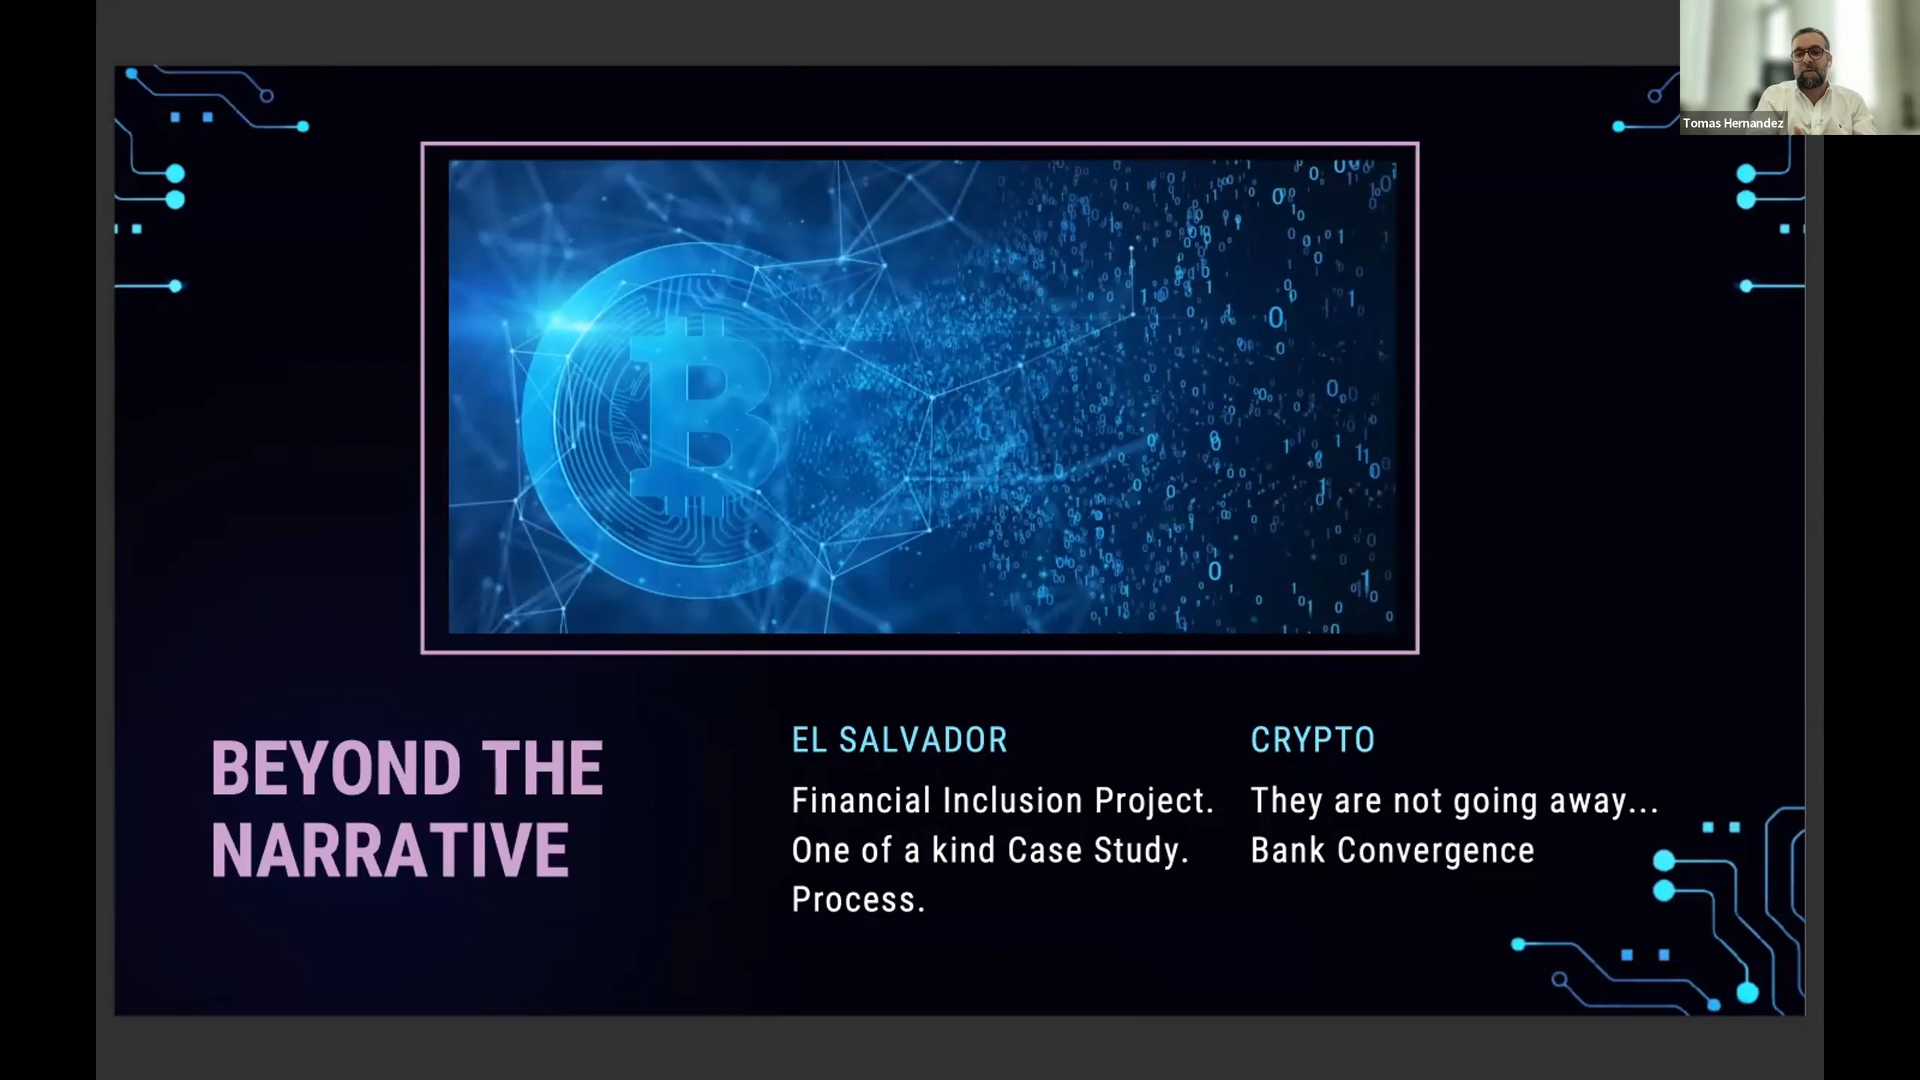 Tomas Hernandez
BEYOND THE
NARRATIVE
EL SALVADOR
Financial Inclusion Project.
One of a kind Case Study.
Process.
CRYPTO
They are not going away...
Bank Convergence